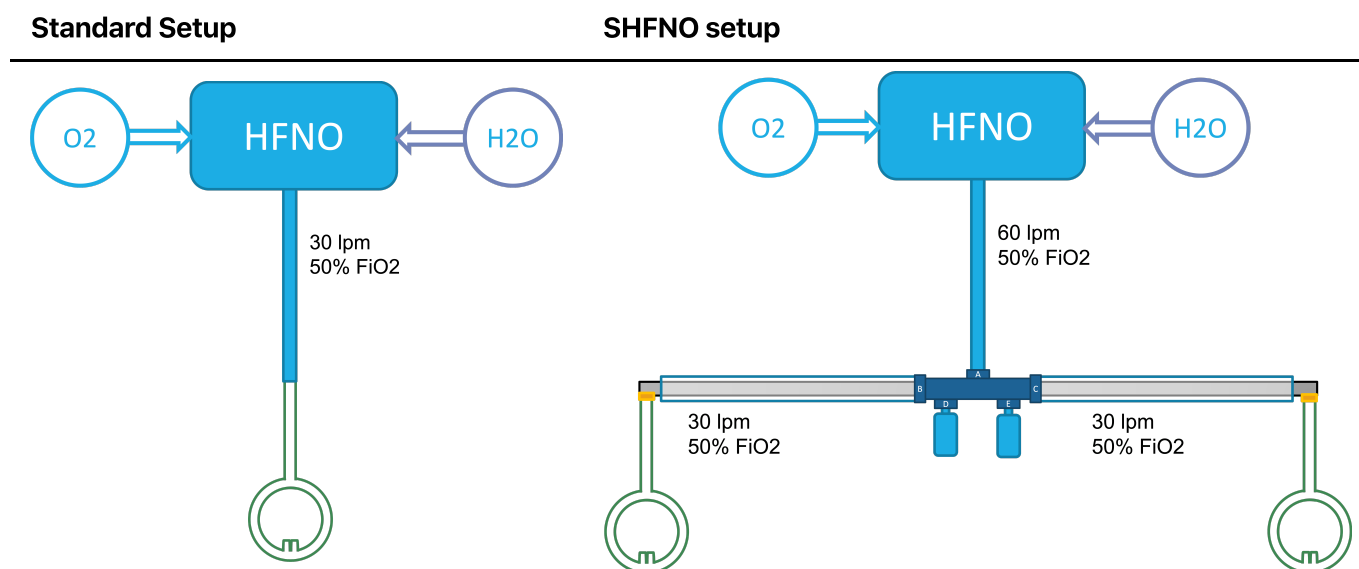 Standard Setup
SHFNO setup
O2
HFNO
H2O
30 lpm
50% FiO2
O2
HFNO
H2O
60 lpm
50% FiO2
A
B
C
D
E
30 lpm
50% FiO2
30 lpm
50% FiO2